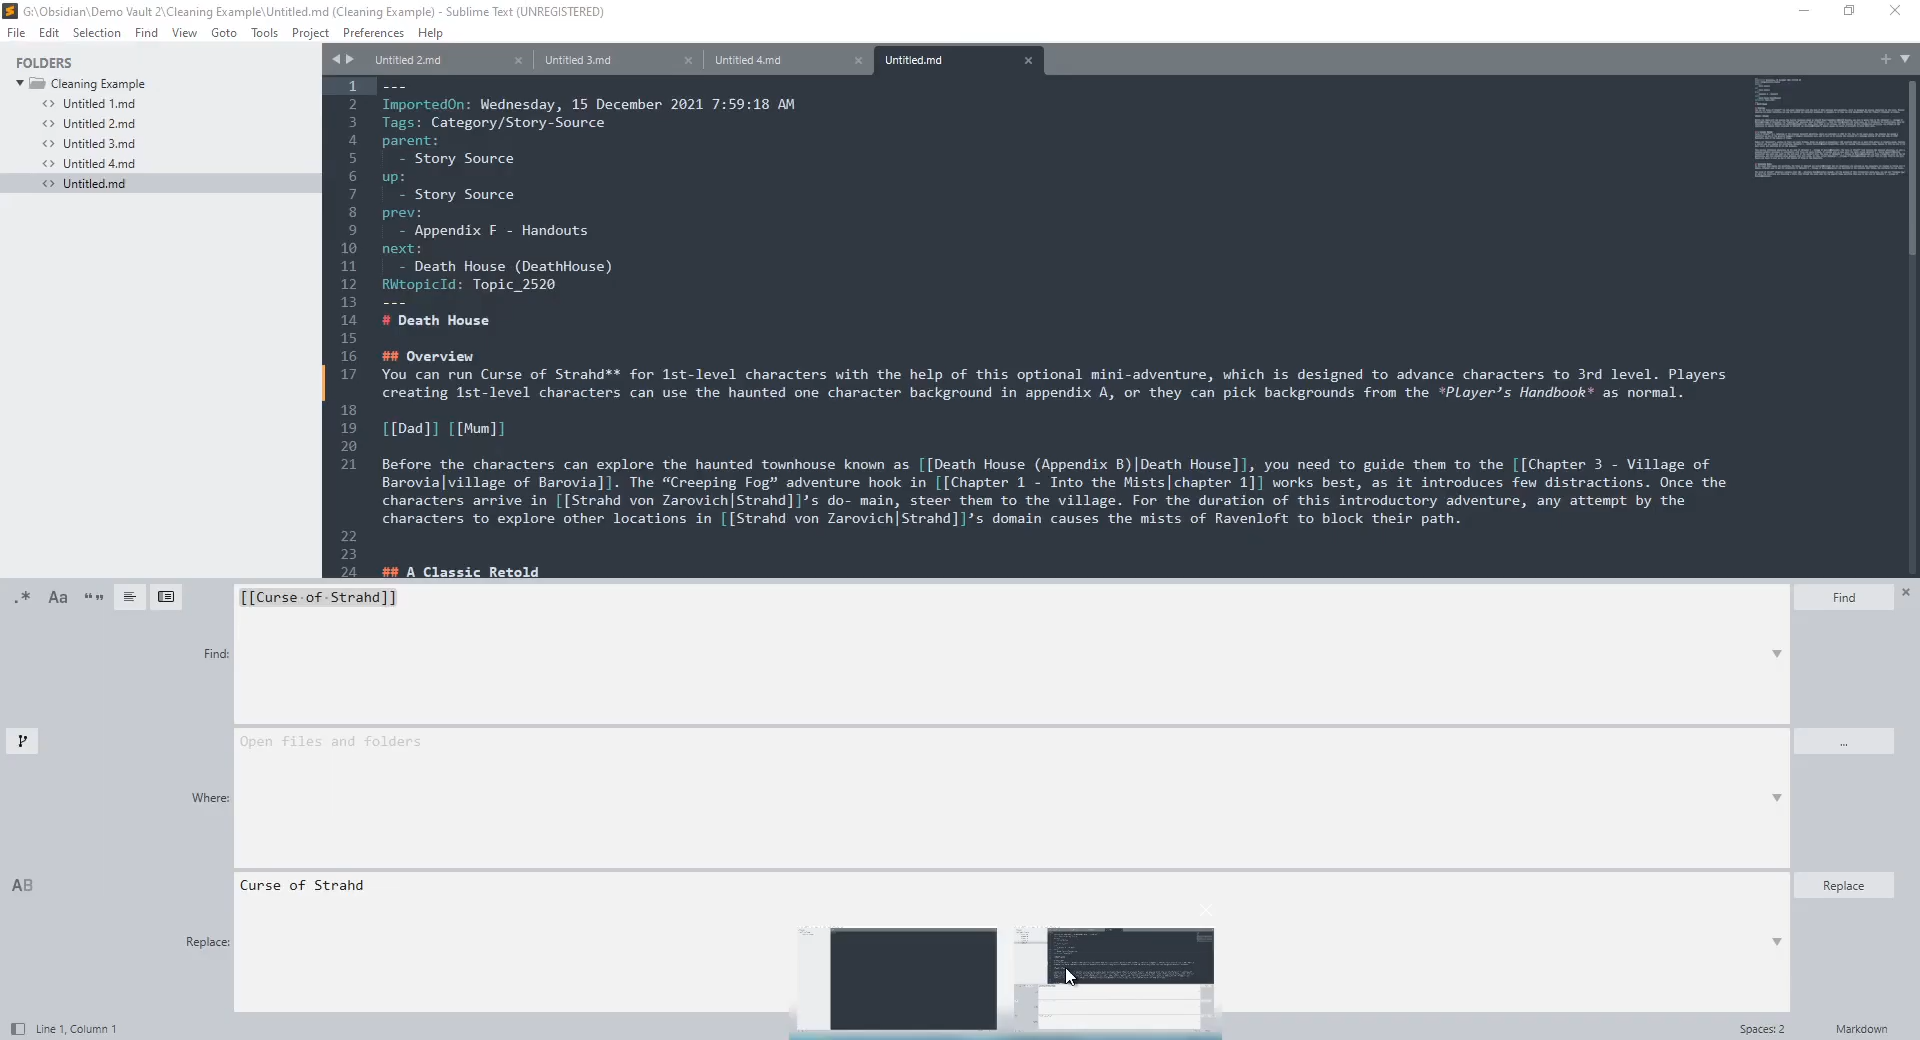 G:\Obsidian\Demo Vault 2\Cleaning Example\Untitled.md (Cleaning Example) - Sublime Text (UNREGISTERED)
File Edit Selection Find View Goto Tools Project Preferences Help
FOLDERS
Cleaning Example
Untitled 1.md
Untitled 2.md
Untitled 3.md
Untitled 4.md
Untitled.md
Untitled 2.md Untitled 3.md Untitled 4.md Untitled.md
1 ---
2 ImportedOn: Wednesday, 15 December 2021 7:59:18 AM
3 Tags: Category/Story-Source
4 parent:
5 - Story Source
6 up:
7 - Story Source
8 prev:
9 - Appendix F - Handouts
10 next:
11 - Death House (DeathHouse)
12 RWtopicId: Topic_2520
13 ---
14 # Death House
15
16 ## Overview
17 You can run Curse of Strahd** for 1st-level characters with the help of this optional mini-adventure, which is designed to advance characters to 3rd level. Players
creating 1st-level characters can use the haunted one character background in appendix A, or they can pick backgrounds from the *Player’s Handbook* as normal.
18
19 [[Dad]] [[Mum]]
20
21 Before the characters can explore the haunted townhouse known as [[Death House (Appendix B)|Death House]], you need to guide them to the [[Chapter 3 - Village of
Barovia|village of Barovia]]. The “Creeping Fog” adventure hook in [[Chapter 1 - Into the Mists|chapter 1]] works best, as it introduces few distractions. Once the
characters arrive in [[Strahd von Zarovich|Strahd]]’s do- main, steer them to the village. For the duration of this introductory adventure, any attempt by the
characters to explore other locations in [[Strahd von Zarovich|Strahd]]’s domain causes the mists of Ravenloft to block their path.
22
23
24 ## A Classic Retold
.* Aa “”
[[Curse of Strahd]]
Find
Find:
Open files and folders
...
Where:
AB
Curse of Strahd
Replace
Replace:
Line 1, Column 1
Spaces: 2 Markdown